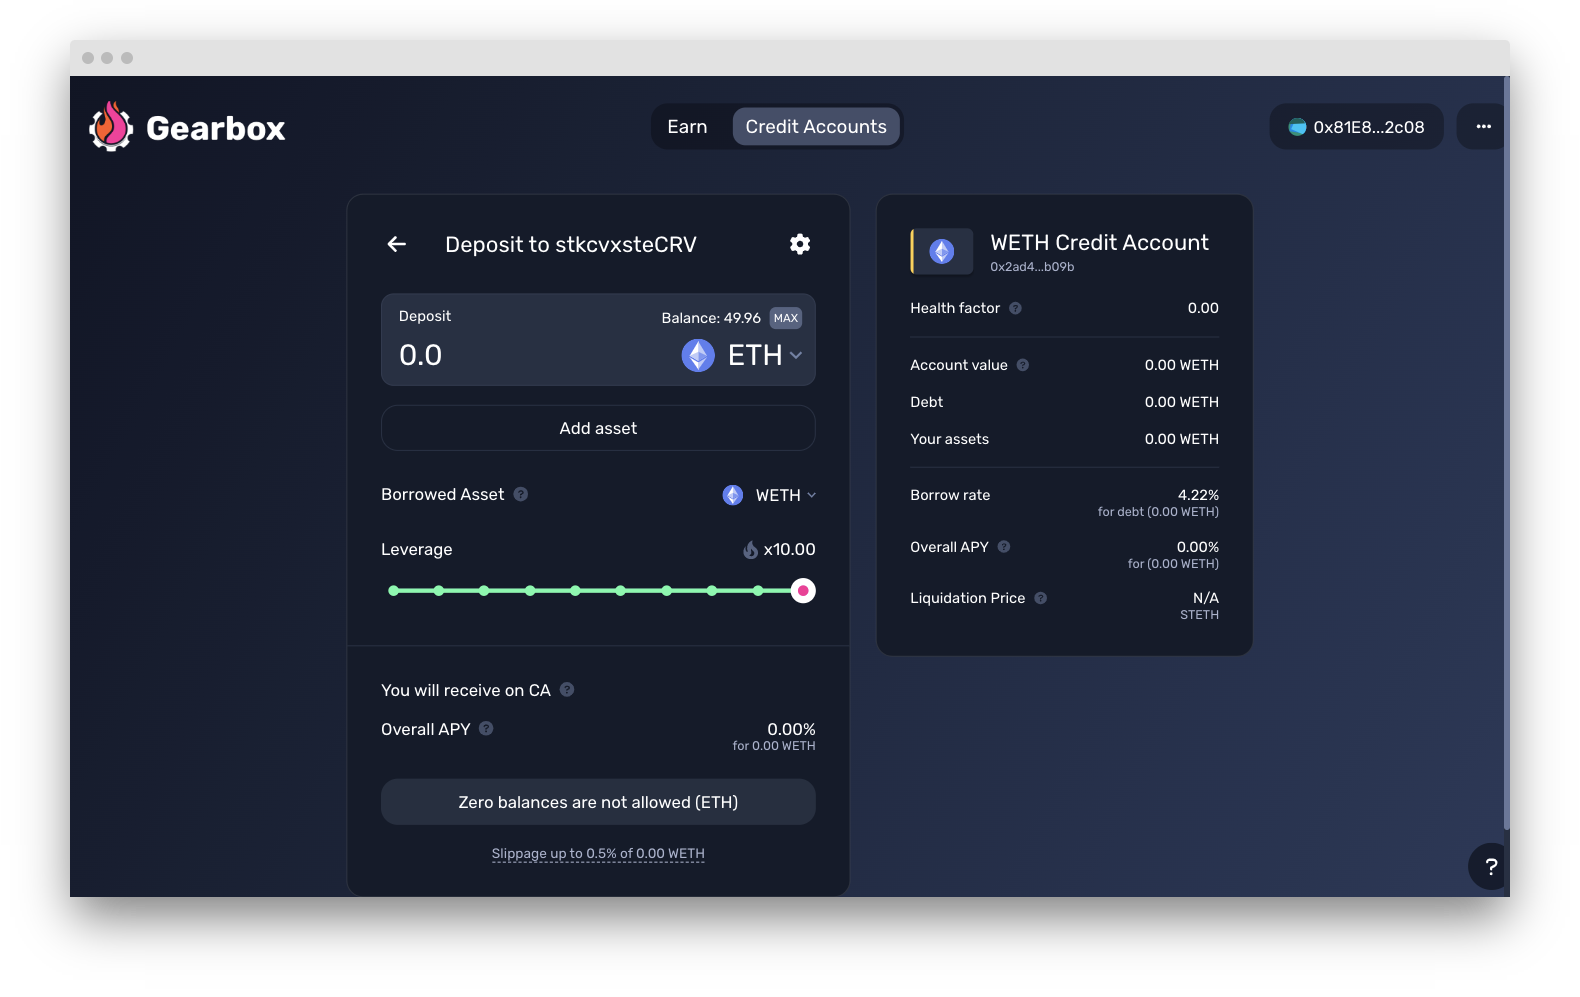 Gearbox
Earn
Credit Accounts
0x81E8...2c08
Deposit to stkcvxsteCRV
Deposit
Balance: 49.96 MAX
0.0
ETH
Add asset
Borrowed Asset ?
WETH
Leverage
x10.00
You will receive on CA ?
Overall APY ?
0.00%
for 0.00 WETH
Zero balances are not allowed (ETH)
Slippage up to 0.5% of 0.00 WETH
WETH Credit Account
0x2ad4...b09b
Health factor ? 0.00
Account value ? 0.00 WETH
Debt 0.00 WETH
Your assets 0.00 WETH
Borrow rate 4.22%
for debt (0.00 WETH)
Overall APY ? 0.00%
for (0.00 WETH)
Liquidation Price ? N/A
STETH
?